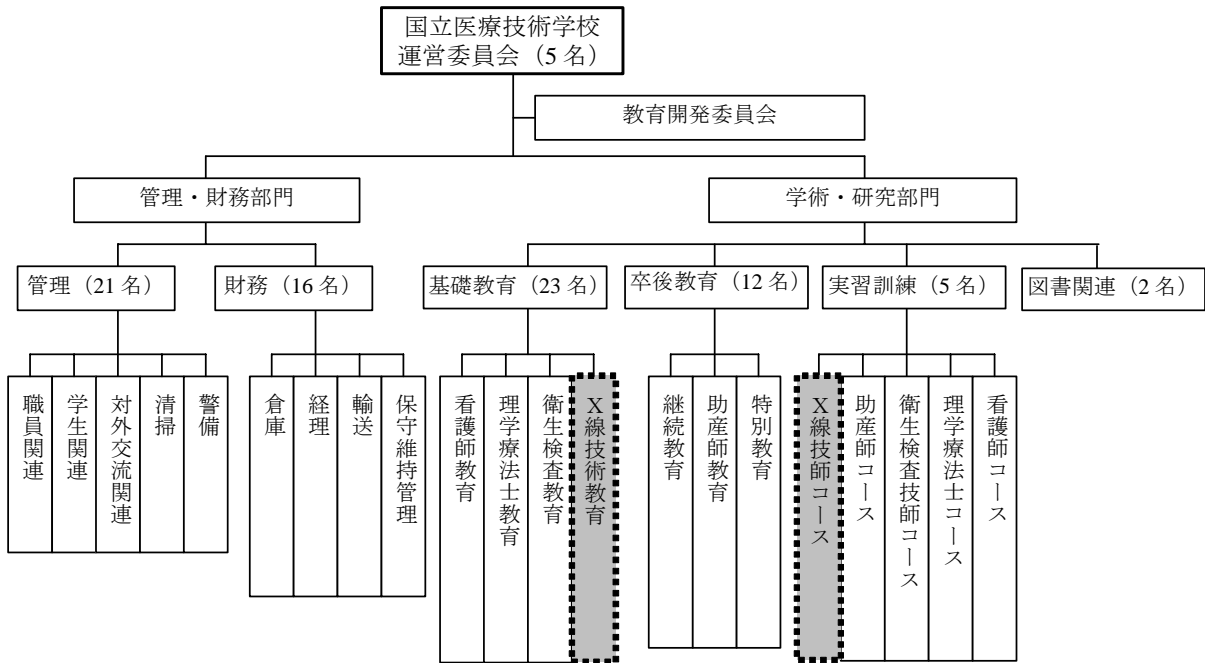 国立医療技術学校
運営委員会（5 名）
教育開発委員会
管理・財務部門
学術・研究部門
管理（21 名）
財務（16 名）
基礎教育（23 名）
卒後教育（12 名）
実習訓練（5 名）
図書関連（2 名）
職員関連
学生関連
対外交流関連
清掃
警備
倉庫
経理
輸送
保守維持管理
看護師教育
理学療法士教育
衛生検査教育
X線技術教育
継続教育
助産師教育
特別教育
X線技師コース
助産師コース
衛生検査技師コース
理学療法士コース
看護師コース